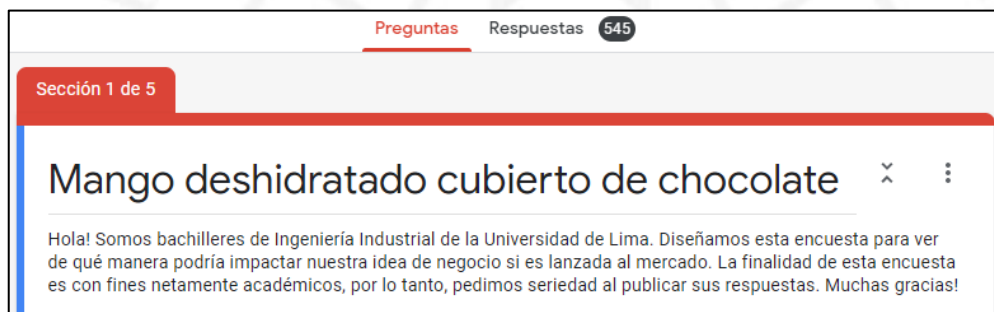 Preguntas Respuestas 545
Sección 1 de 5
Mango deshidratado cubierto de chocolate
Hola! Somos bachilleres de Ingeniería Industrial de la Universidad de Lima. Diseñamos esta encuesta para ver
de qué manera podría impactar nuestra idea de negocio si es lanzada al mercado. La finalidad de esta encuesta
es con fines netamente académicos, por lo tanto, pedimos seriedad al publicar sus respuestas. Muchas gracias!